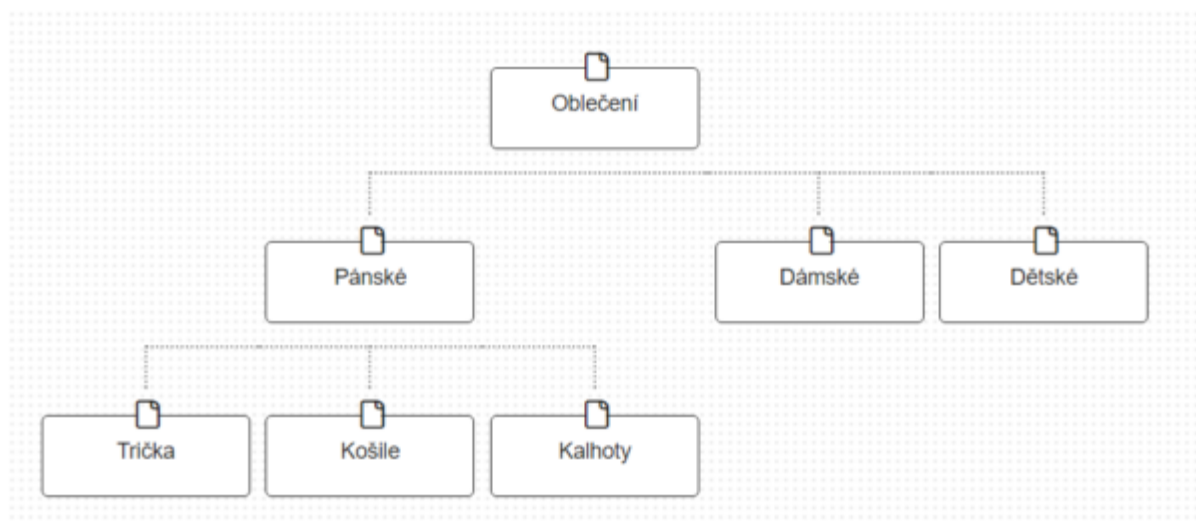 Oblečení
Pánské
Dámské
Dětské
Trička
Košile
Kalhoty